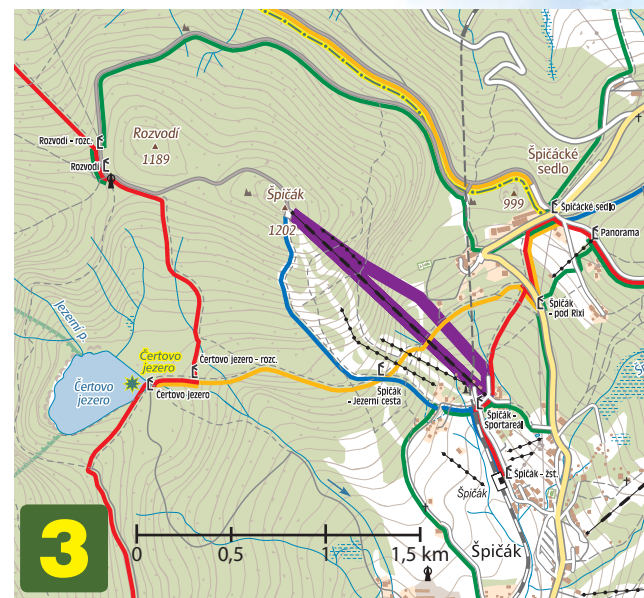 Rozvodí - rozc.
Rozvodí
1189
Rozvodí
Špičák
1202
Špičácké
sedlo
999
Špičácké sedlo
Panorama
Špičák
- pod Rixi
Jezerní p.
Čertovo
jezero
Čertovo
jezero
Čertovo jezero - rozc.
Čertovo jezero
Špičák
- Jezerní cesta
Špičák -
Sportareál
Špičák - žst.
Špičák
Špičák
3
0
0,5
1
1,5 km